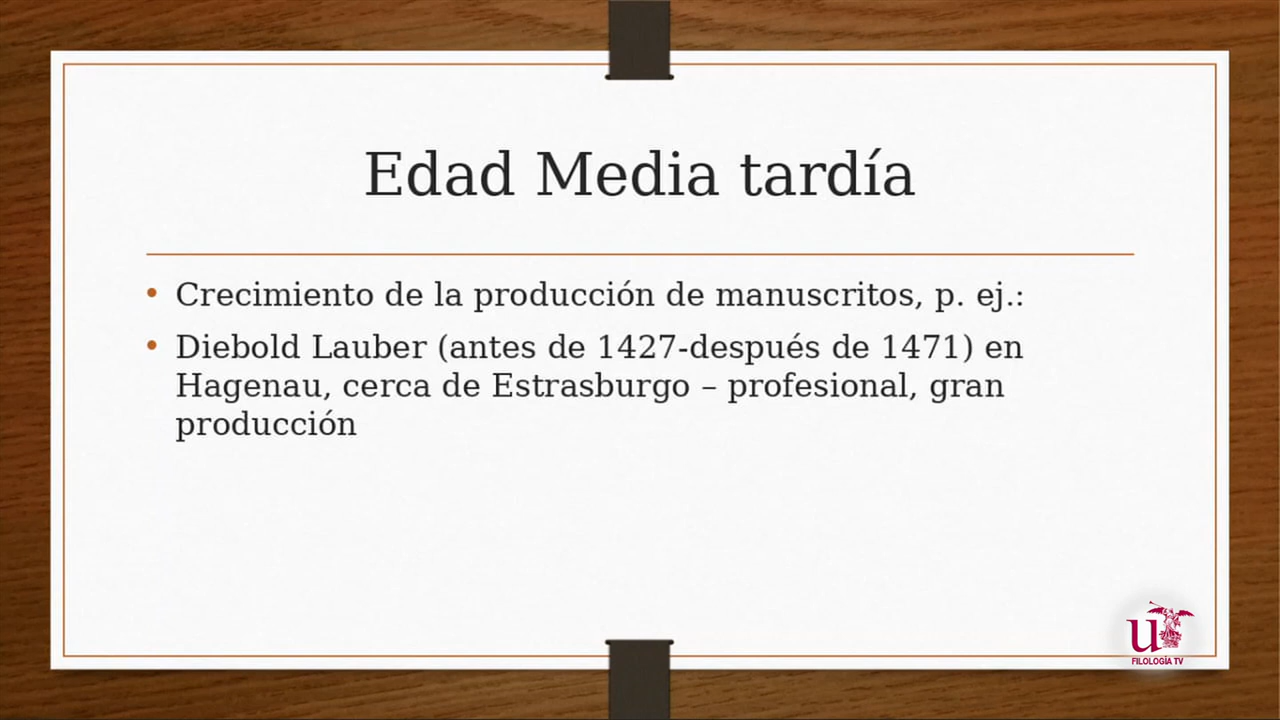 Edad Media tardía
• Crecimiento de la producción de manuscritos, p. ej.:
• Diebold Lauber (antes de 1427-después de 1471) en
Hagenau, cerca de Estrasburgo – profesional, gran
producción
u
FILOLOGÍA TV